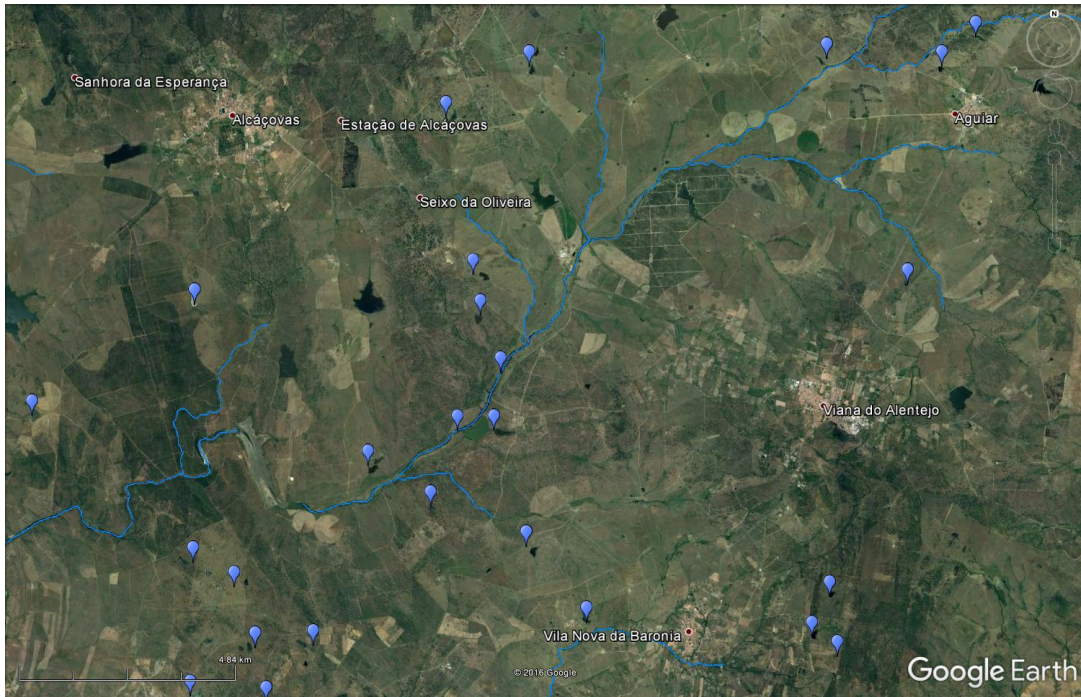 N
Sanhora da Esperança
Alcáçovas
Estação de Alcáçovas
Aguiar
Seixo da Oliveira
Viana do Alentejo
Vila Nova da Baronia
4.84 km
© 2016 Google
Google Earth